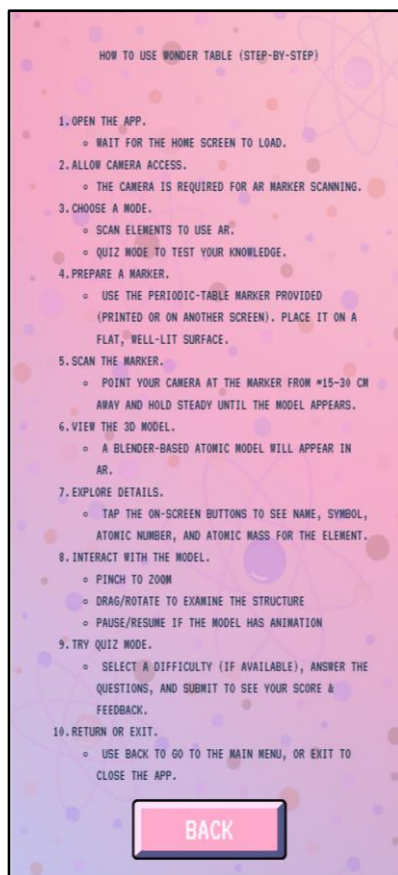 HOW TO USE WONDER TABLE (STEP-BY-STEP)
1. OPEN THE APP.
∘ WAIT FOR THE HOME SCREEN TO LOAD.
2. ALLOW CAMERA ACCESS.
∘ THE CAMERA IS REQUIRED FOR AR MARKER SCANNING.
3. CHOOSE A MODE.
∘ SCAN ELEMENTS TO USE AR.
∘ QUIZ MODE TO TEST YOUR KNOWLEDGE.
4. PREPARE A MARKER.
∘ USE THE PERIODIC-TABLE MARKER PROVIDED
(PRINTED OR ON ANOTHER SCREEN). PLACE IT ON A
FLAT, WELL-LIT SURFACE.
5. SCAN THE MARKER.
∘ POINT YOUR CAMERA AT THE MARKER FROM ≈15-30 CM
AWAY AND HOLD STEADY UNTIL THE MODEL APPEARS.
6. VIEW THE 3D MODEL.
∘ A BLENDER-BASED ATOMIC MODEL WILL APPEAR IN
AR.
7. EXPLORE DETAILS.
∘ TAP THE ON-SCREEN BUTTONS TO SEE NAME, SYMBOL,
ATOMIC NUMBER, AND ATOMIC MASS FOR THE ELEMENT.
8. INTERACT WITH THE MODEL.
∘ PINCH TO ZOOM
∘ DRAG/ROTATE TO EXAMINE THE STRUCTURE
∘ PAUSE/RESUME IF THE MODEL HAS ANIMATION
9. TRY QUIZ MODE.
∘ SELECT A DIFFICULTY (IF AVAILABLE), ANSWER THE
QUESTIONS, AND SUBMIT TO SEE YOUR SCORE &
FEEDBACK.
10. RETURN OR EXIT.
∘ USE BACK TO GO TO THE MAIN MENU, OR EXIT TO
CLOSE THE APP.
BACK